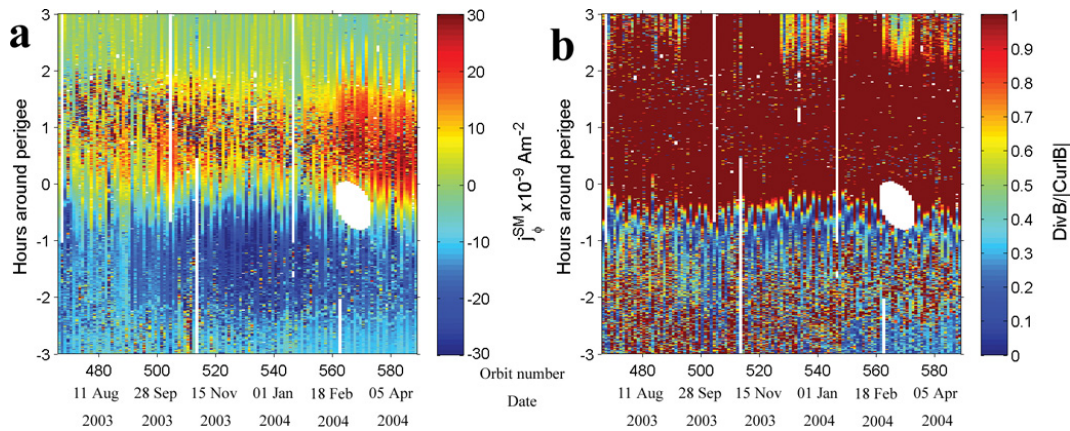 a
Hours around perigee
3
2
1
0
-1
-2
-3
480 500 520 540 560 580
11 Aug 28 Sep 15 Nov 01 Jan 18 Feb 05 Apr
2003 2003 2003 2004 2004 2004
30
20
10
0
-10
-20
-30
j_ϕ^SM x10^-9 Am^-2
Orbit number
Date
b
Hours around perigee
3
2
1
0
-1
-2
-3
480 500 520 540 560 580
11 Aug 28 Sep 15 Nov 01 Jan 18 Feb 05 Apr
2003 2003 2003 2004 2004 2004
1
0.9
0.8
0.7
0.6
0.5
0.4
0.3
0.2
0.1
0
DivB/|CurlB|